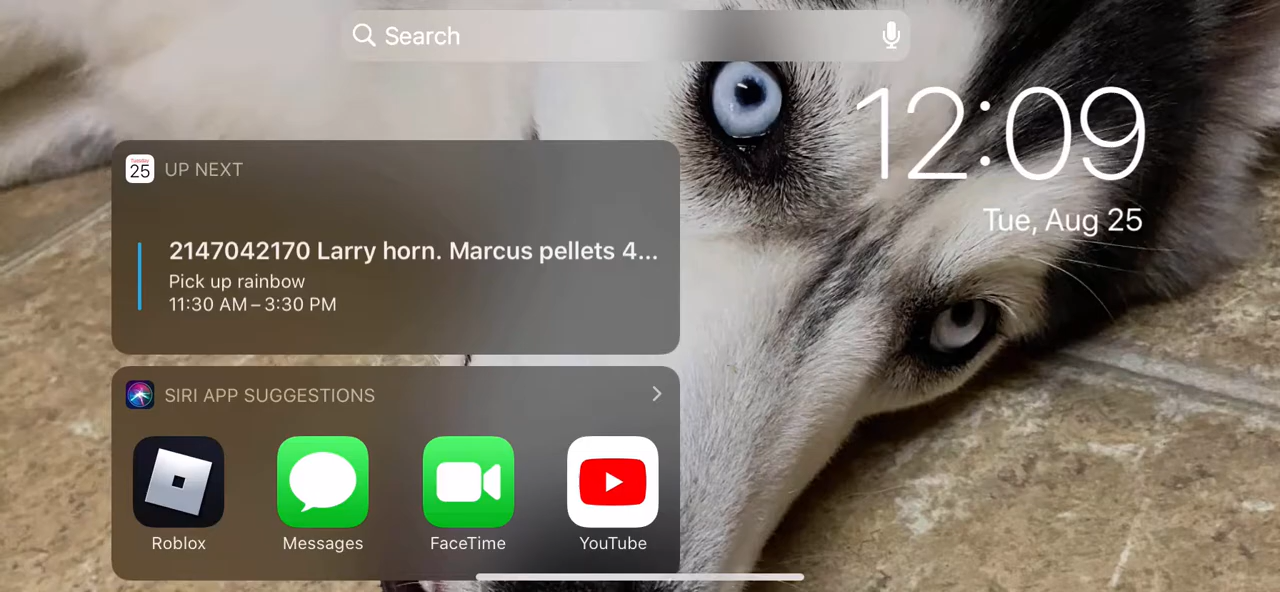 Search
12:09
Tue, Aug 25
Tuesday
25
UP NEXT
2147042170 Larry horn. Marcus pellets 4...
Pick up rainbow
11:30 AM – 3:30 PM
SIRI APP SUGGESTIONS
Roblox
Messages
FaceTime
YouTube